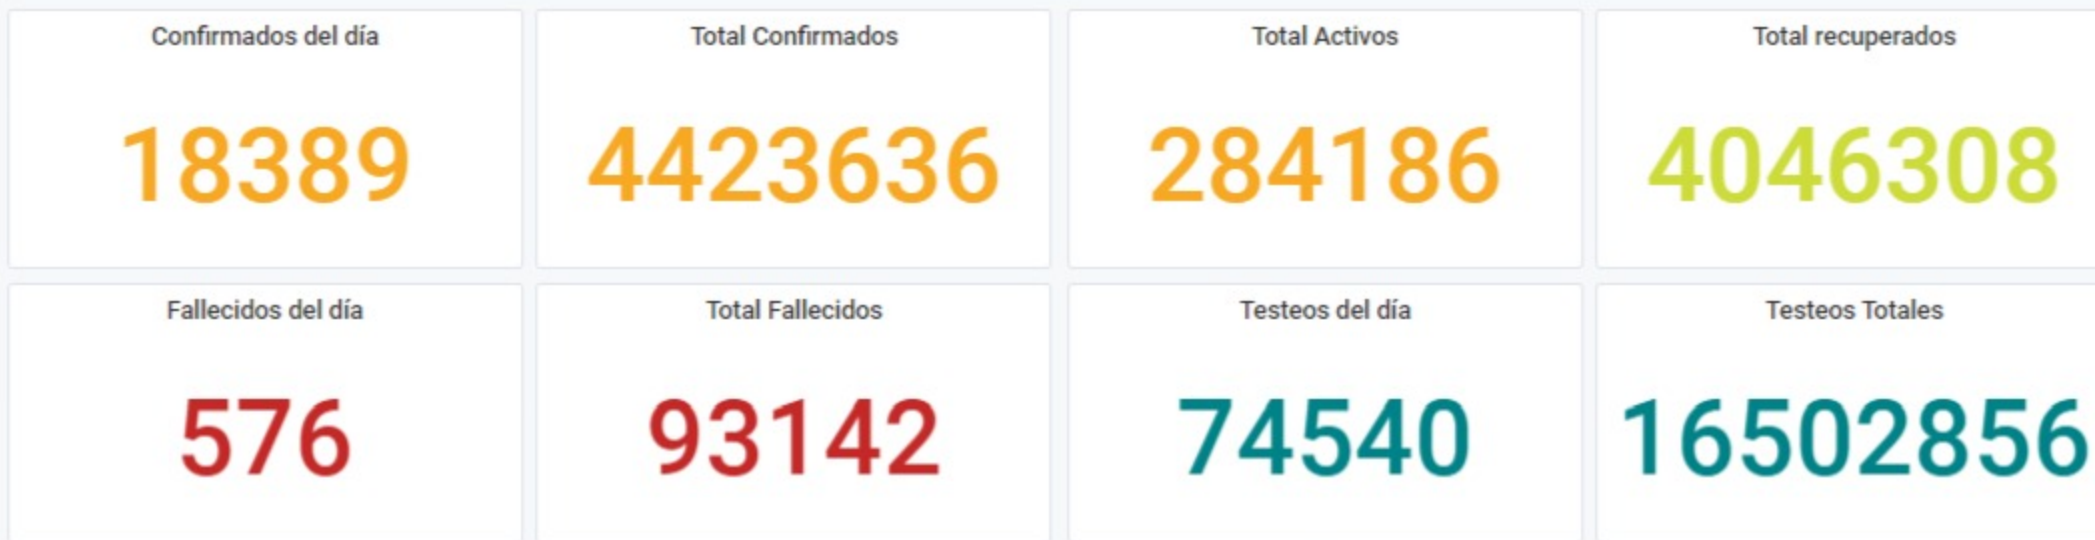 Confirmados del día
18389
Total Confirmados
4423636
Total Activos
284186
Total recuperados
4046308
Fallecidos del día
576
Total Fallecidos
93142
Testeos del día
74540
Testeos Totales
16502856